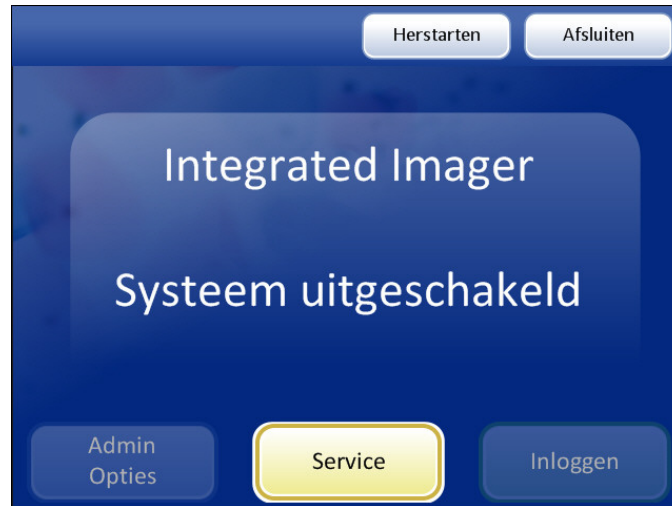 Herstarten
Afsluiten
Integrated Imager
Systeem uitgeschakeld
Admin
Opties
Service
Inloggen